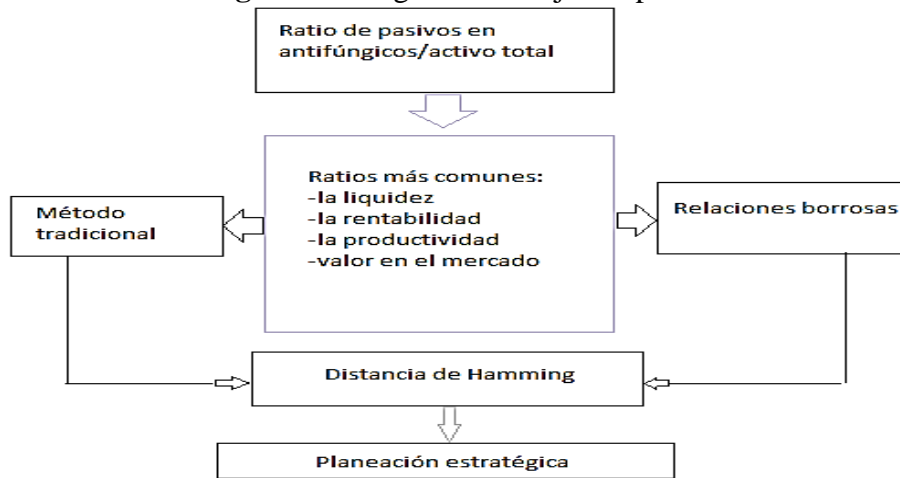 Ratio de pasivos en
antifúngicos/activo total
Ratios más comunes:
-la liquidez
-la rentabilidad
-la productividad
-valor en el mercado
Método
tradicional
Relaciones borrosas
Distancia de Hamming
Planeación estratégica